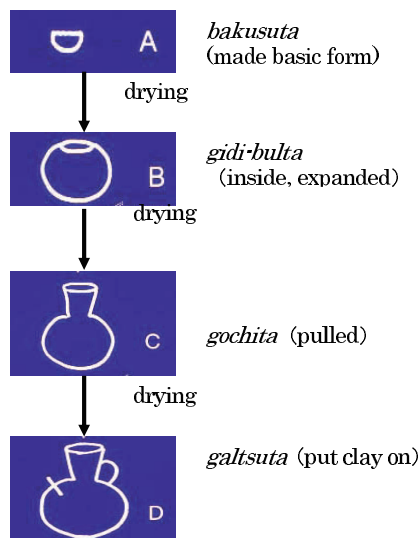 A
bakusuta
(made basic form)
drying
B
gidi-bulta
(inside, expanded)
drying
C
gochita (pulled)
drying
D
galtsuta (put clay on)